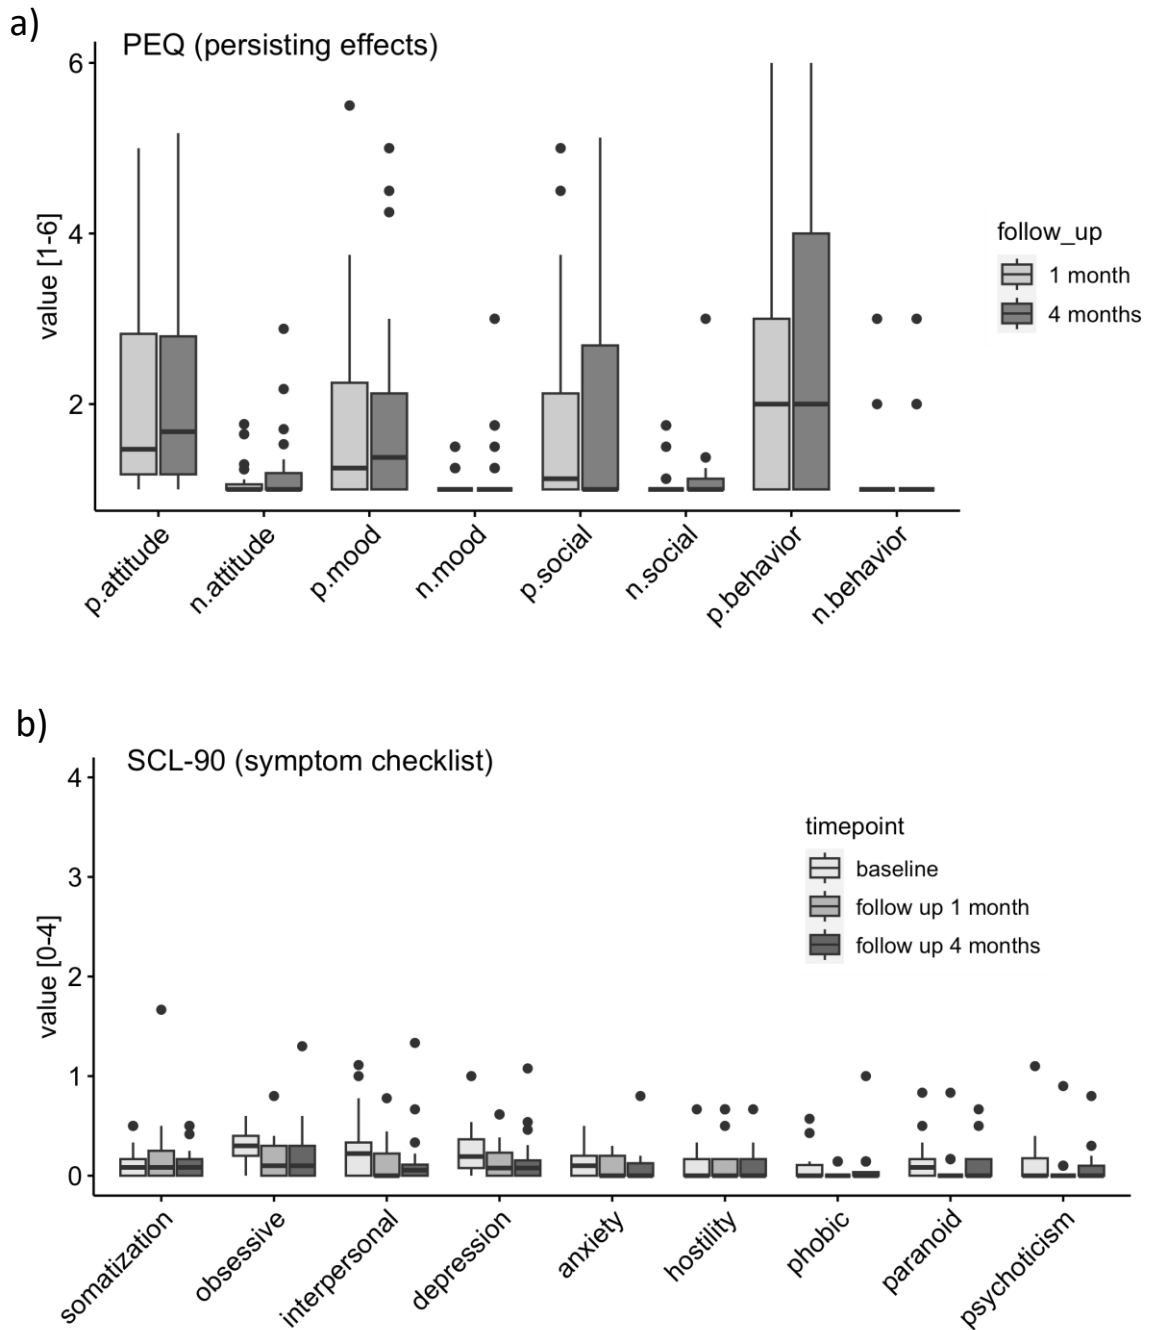 a)
PEQ (persisting effects)
6
4
2
value [1-6]
follow_up
1 month
4 months
p.attitude
n.attitude
p.mood
n.mood
p.social
n.social
p.behavior
n.behavior
b)
SCL-90 (symptom checklist)
4
3
2
1
0
value [0-4]
timepoint
baseline
follow up 1 month
follow up 4 months
somatization
obsessive
interpersonal
depression
anxiety
hostility
phobic
paranoid
psychoticism